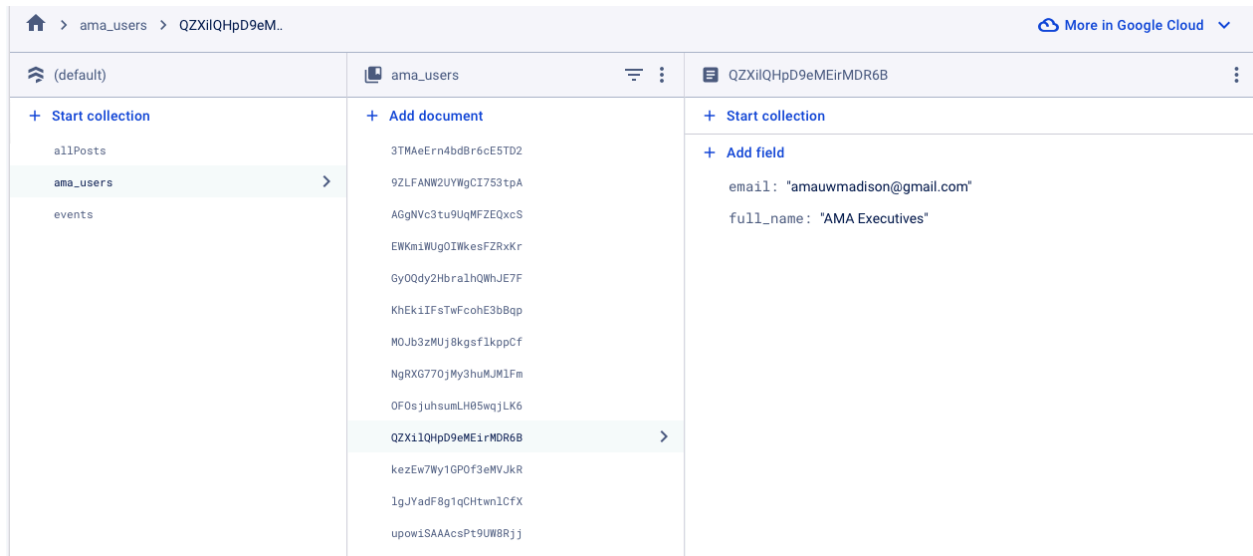 ama_users > QZXilQHpD9eM..
More in Google Cloud
(default)
Start collection
allPosts
ama_users
events
ama_users
Add document
3TMAeErn4bdBr6cE5TD2
9ZLFANW2UYWgCI753tpA
AGgNVc3tu9UqMFZEQxcS
EWKmiWUgOIWkesFZRxKr
GyOQdy2HbralhQWhJE7F
KhEkiIFsTwFcohE3bBqp
MOJb3zMUj8kgsflkppCf
NgRXG77OjMy3huMJMlFm
OFOsjuhsumLH05wqjLK6
QZXilQHpD9eMEirMDR6B
kezEw7Wy1GPOf3eMVJkR
lgJYadF8g1qCHtwnlCfX
upowiSAAAcsPt9UW8Rjj
QZXilQHpD9eMEirMDR6B
Start collection
Add field
email: "amauwmadison@gmail.com"
full_name: "AMA Executives"